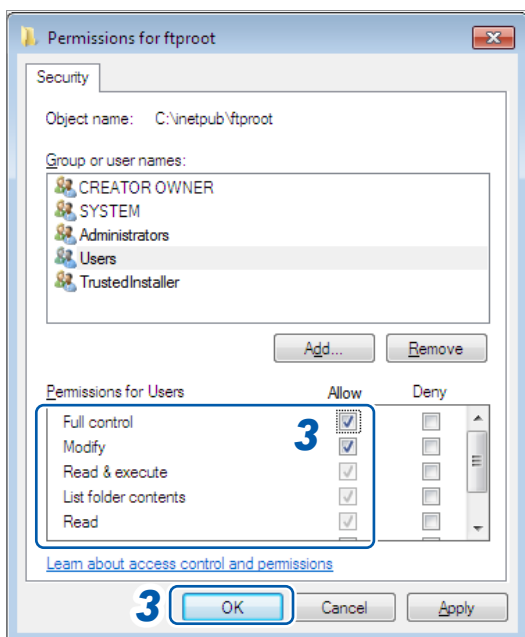 Permissions for ftproot
Security
Object name: C:\inetpub\ftproot
Group or user names:
CREATOR OWNER
SYSTEM
Administrators
Users
TrustedInstaller
Add... Remove
Permissions for Users Allow Deny
Full control
3
Modify
Read & execute
List folder contents
Read
Learn about access control and permissions
3 OK Cancel Apply